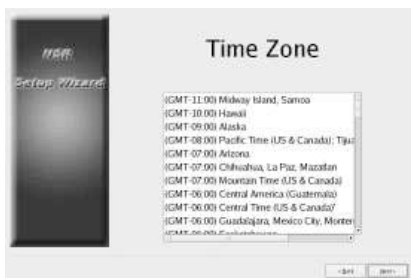 Setup Wizard
Time Zone
(GMT-11:00) Midway Island, Samoa
(GMT-10:00) Hawaii
(GMT-09:00) Alaska
(GMT-08:00) Pacific Time (US & Canada); Tijua
(GMT-07:00) Arizona
(GMT-07:00) Chihuahua, La Paz, Mazatlan
(GMT-07:00) Mountain Time (US & Canada)
(GMT-06:00) Central America (Guatemala)
(GMT-06:00) Central Time (US & Canada)
(GMT-06:00) Guadalajara, Mexico City, Monter